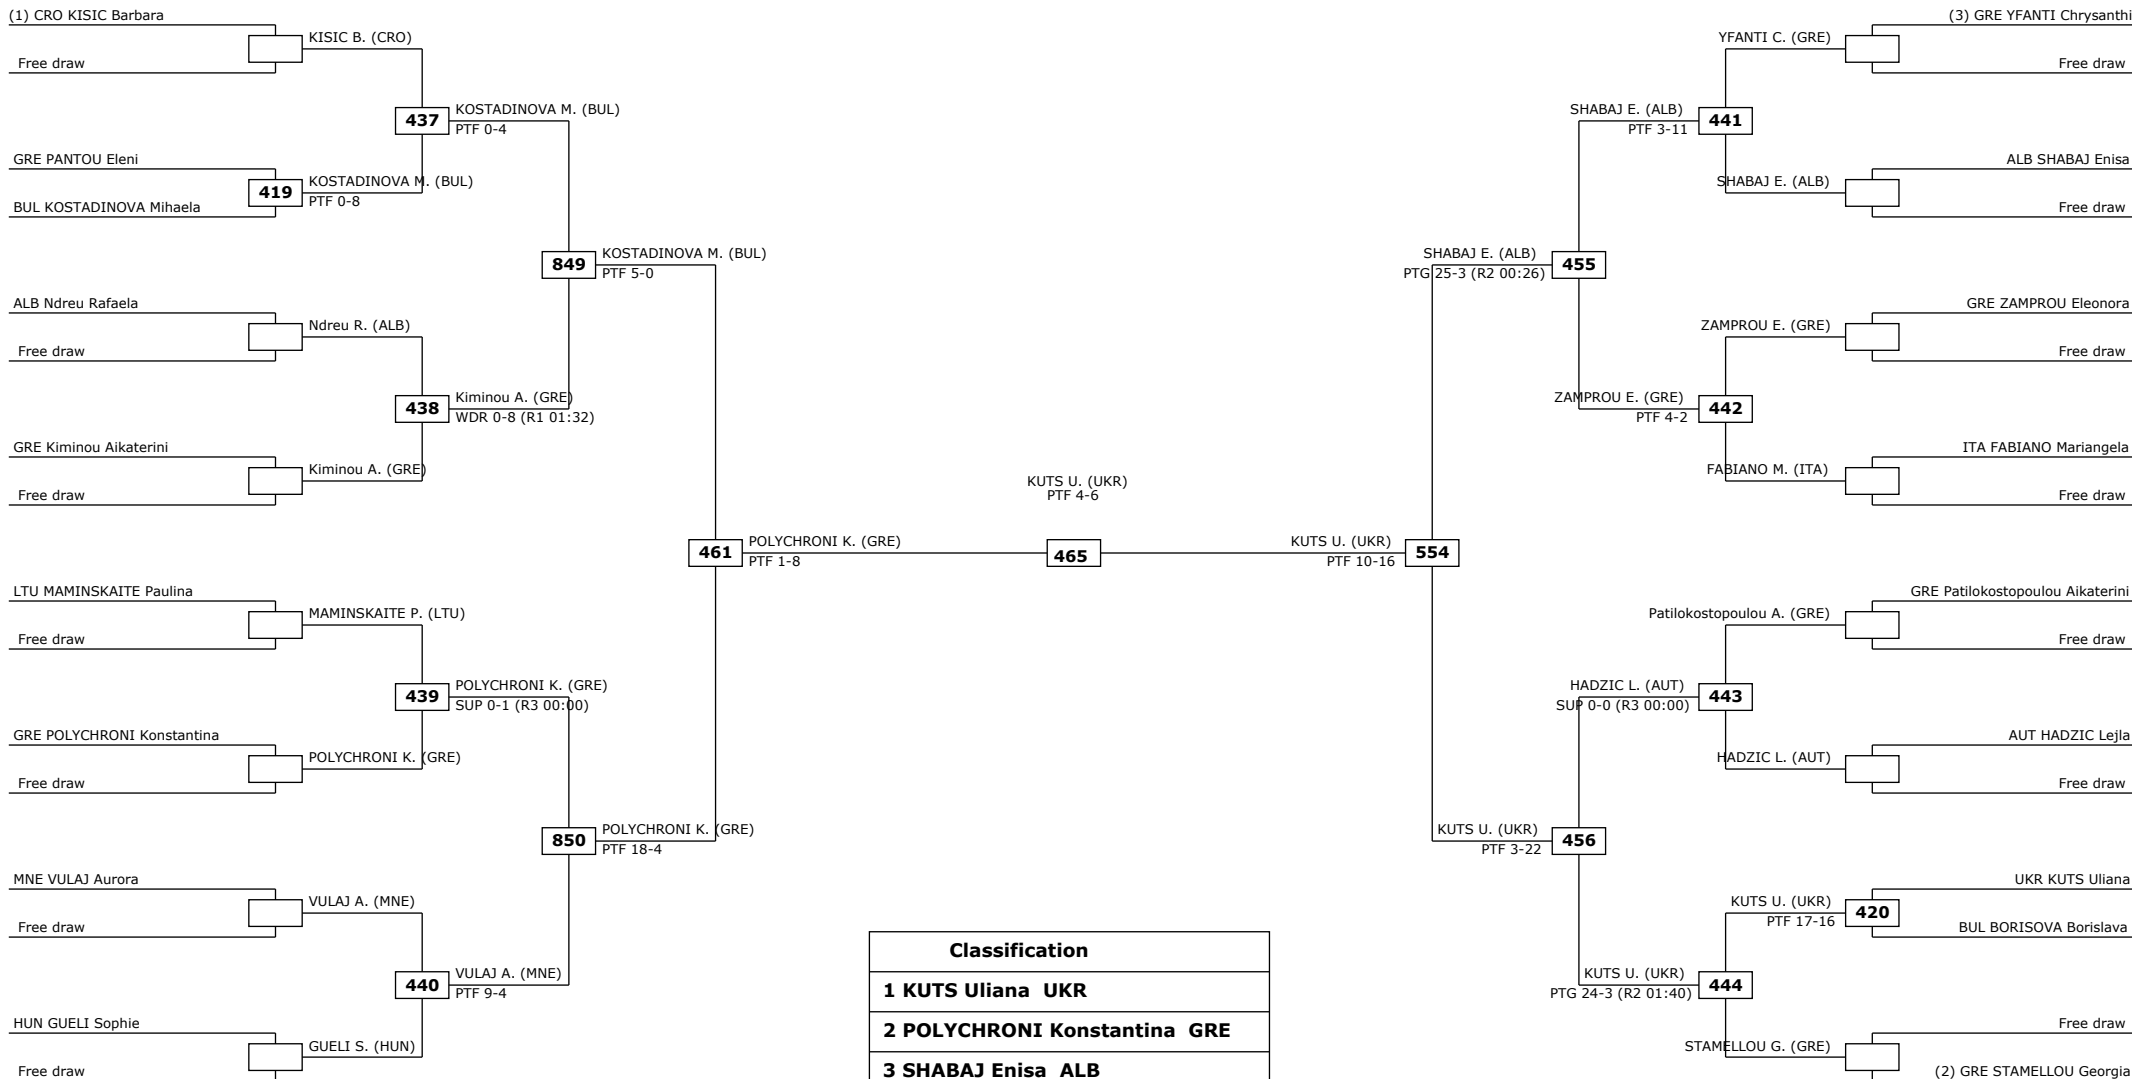 (1) CRO KISIC Barbara
KISIC B. (CRO)
Free draw
437
KOSTADINOVA M. (BUL)
PTF 0-4
GRE PANTOU Eleni
419
KOSTADINOVA M. (BUL)
PTF 0-8
BUL KOSTADINOVA Mihaela
849
KOSTADINOVA M. (BUL)
PTF 5-0
ALB Ndreu Rafaela
Ndreu R. (ALB)
Free draw
438
Kiminou A. (GRE)
WDR 0-8 (R1 01:32)
GRE Kiminou Aikaterini
Kiminou A. (GRE)
Free draw
461
POLYCHRONI K. (GRE)
PTF 1-8
LTU MAMINSKAITE Paulina
MAMINSKAITE P. (LTU)
Free draw
439
POLYCHRONI K. (GRE)
SUP 0-1 (R3 00:00)
GRE POLYCHRONI Konstantina
POLYCHRONI K. (GRE)
Free draw
850
POLYCHRONI K. (GRE)
PTF 18-4
MNE VULAJ Aurora
VULAJ A. (MNE)
Free draw
440
VULAJ A. (MNE)
PTF 9-4
HUN GUELI Sophie
GUELI S. (HUN)
Free draw
KUTS U. (UKR)
PTF 4-6
465
(3) GRE YFANTI Chrysanthi
YFANTI C. (GRE)
Free draw
SHABAJ E. (ALB)
PTF 3-11
441
ALB SHABAJ Enisa
SHABAJ E. (ALB)
Free draw
SHABAJ E. (ALB)
PTG 25-3 (R2 00:26)
455
GRE ZAMPROU Eleonora
ZAMPROU E. (GRE)
Free draw
ZAMPROU E. (GRE)
PTF 4-2
442
ITA FABIANO Mariangela
FABIANO M. (ITA)
Free draw
KUTS U. (UKR)
PTF 10-16
554
GRE Patilokostopoulou Aikaterini
Patilokostopoulou A. (GRE)
Free draw
HADZIC L. (AUT)
SUP 0-0 (R3 00:00)
443
AUT HADZIC Lejla
HADZIC L. (AUT)
Free draw
KUTS U. (UKR)
PTF 3-22
456
UKR KUTS Uliana
KUTS U. (UKR)
PTF 17-16
420
BUL BORISOVA Borislava
KUTS U. (UKR)
PTG 24-3 (R2 01:40)
444
Free draw
STAMELLOU G. (GRE)
(2) GRE STAMELLOU Georgia
Classification
1 KUTS Uliana UKR
2 POLYCHRONI Konstantina GRE
3 SHABAJ Enisa ALB